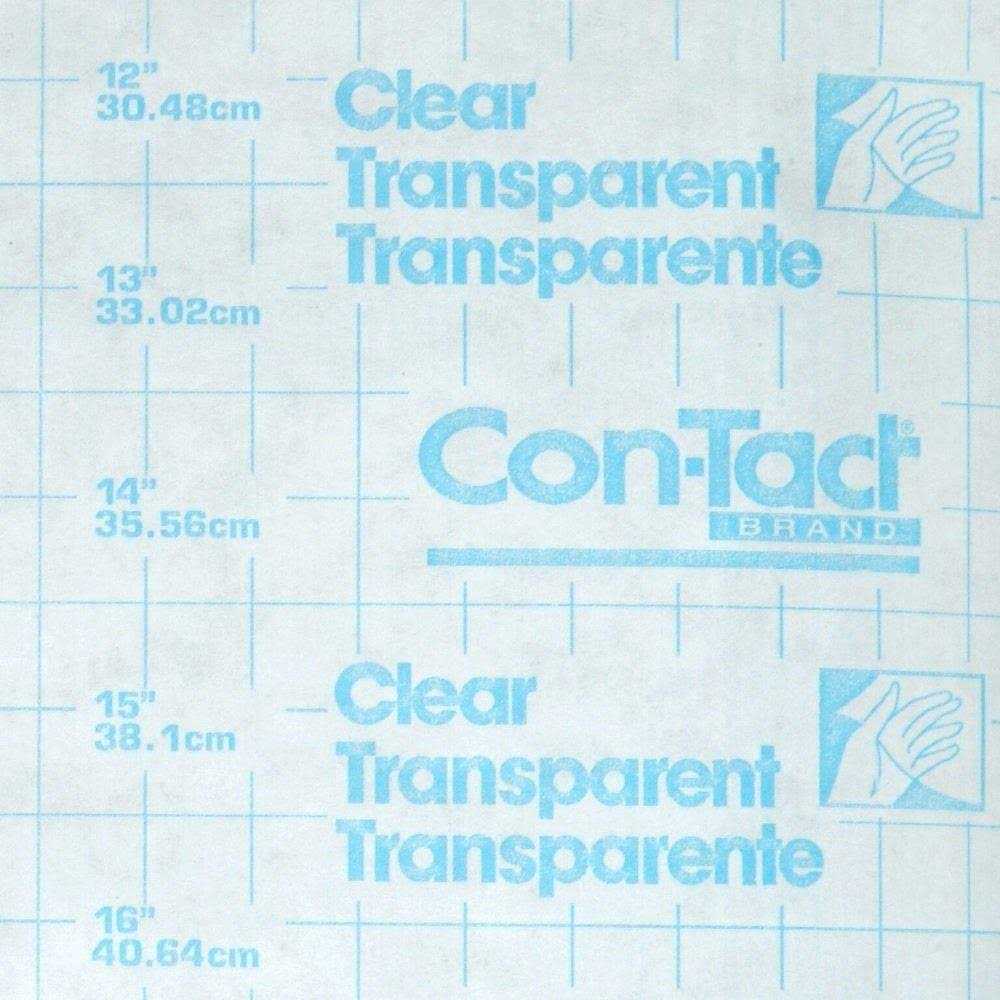 12”
30.48cm
Clear
Transparent
Transparente
13”
33.02cm
Con-Tact®
BRAND
14”
35.56cm
Clear
Transparent
Transparente
15”
38.1cm
16”
40.64cm